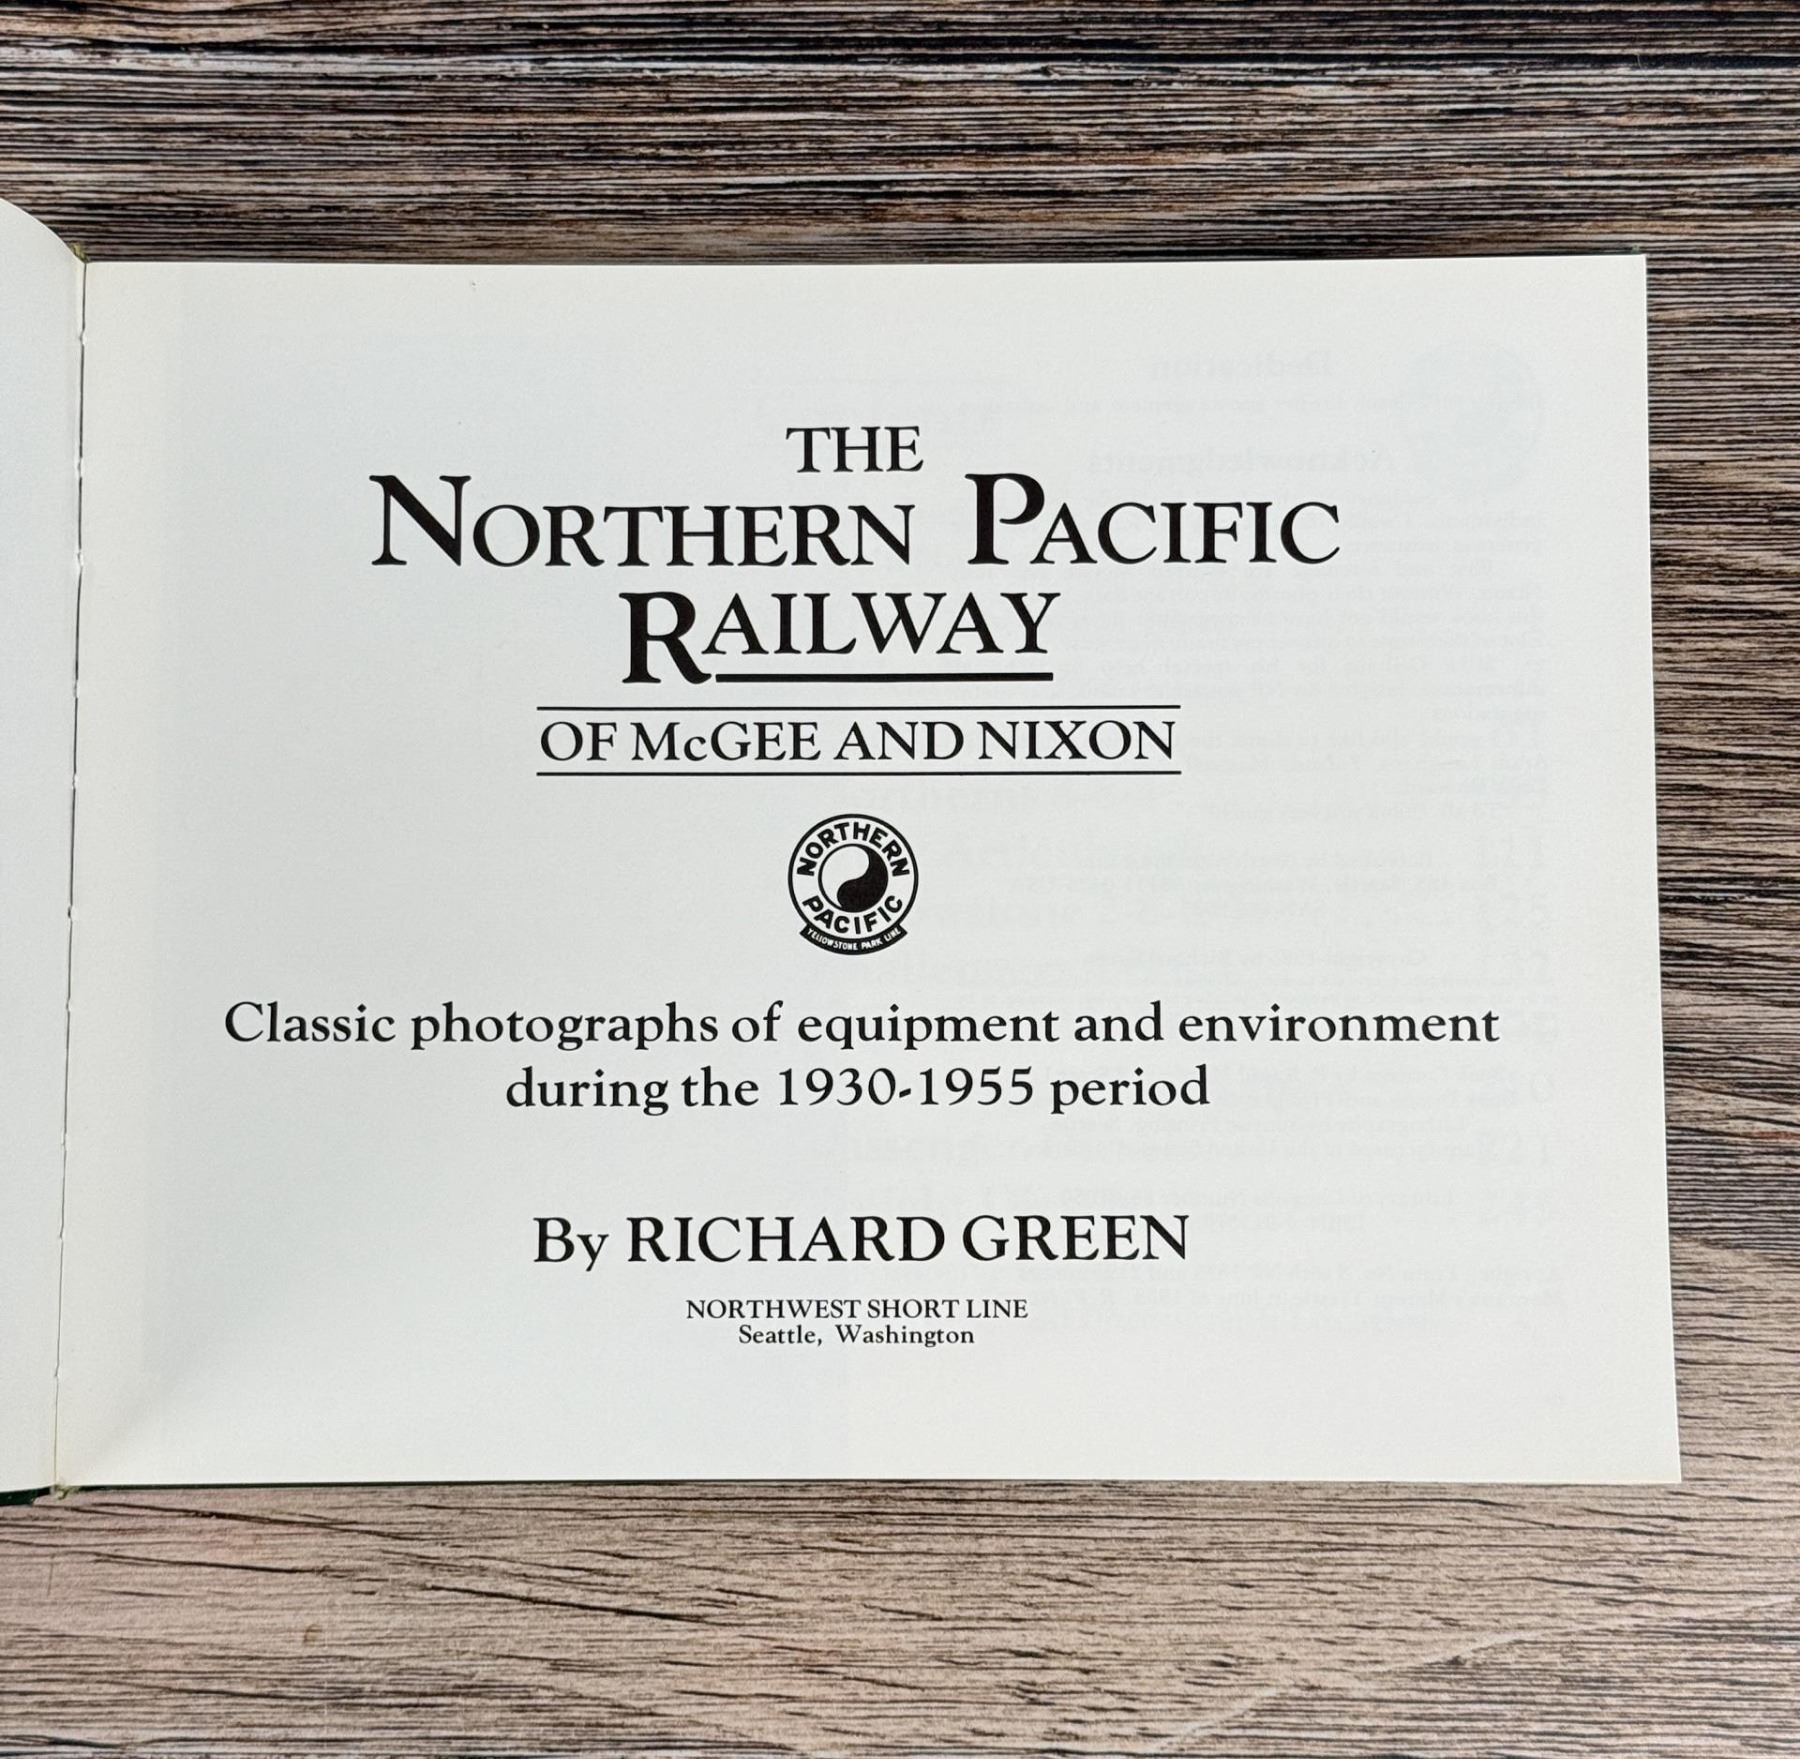 THE
NORTHERN PACIFIC
RAILWAY
OF McGEE AND NIXON
NORTHERN
PACIFIC
YELLOWSTONE PARK LINE
Classic photographs of equipment and environment
during the 1930-1955 period
By RICHARD GREEN
NORTHWEST SHORT LINE
Seattle, Washington